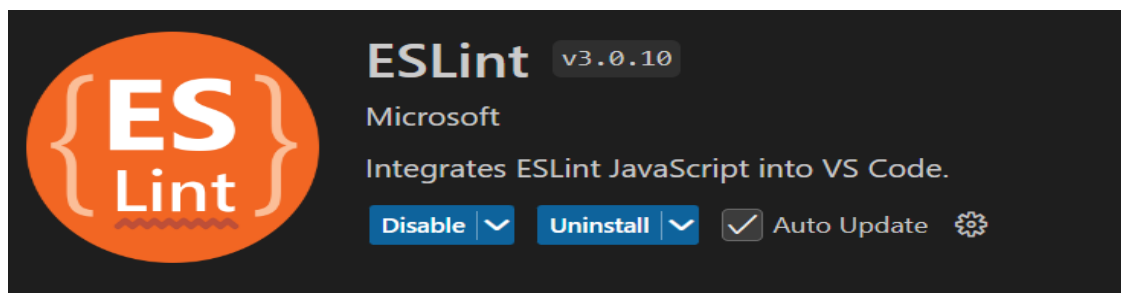 { ES }
Lint
ESLint v3.0.10
Microsoft
Integrates ESLint JavaScript into VS Code.
Disable Uninstall Auto Update